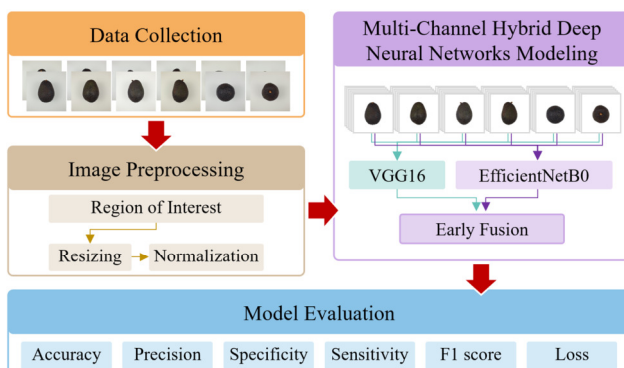 Data Collection
Image Preprocessing
Region of Interest
Resizing
Normalization
Multi-Channel Hybrid Deep
Neural Networks Modeling
VGG16
EfficientNetB0
Early Fusion
Model Evaluation
Accuracy
Precision
Specificity
Sensitivity
F1 score
Loss